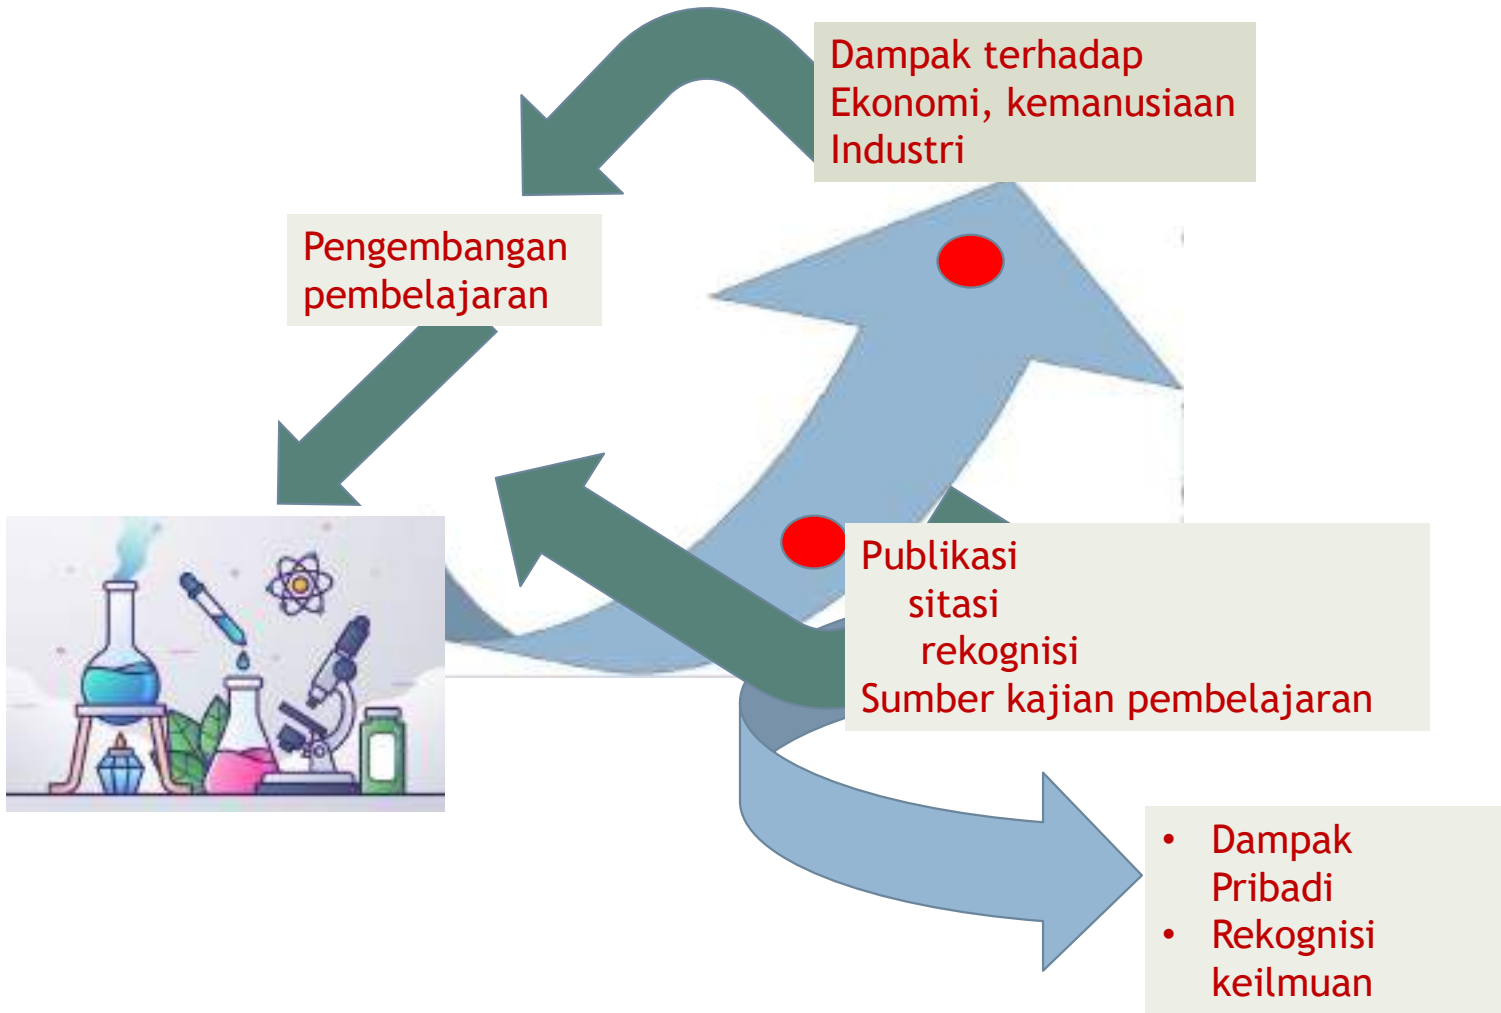 Dampak terhadap
Ekonomi, kemanusiaan
Industri
Pengembangan
pembelajaran
Publikasi
sitasi
rekognisi
Sumber kajian pembelajaran
• Dampak
Pribadi
• Rekognisi
keilmuan